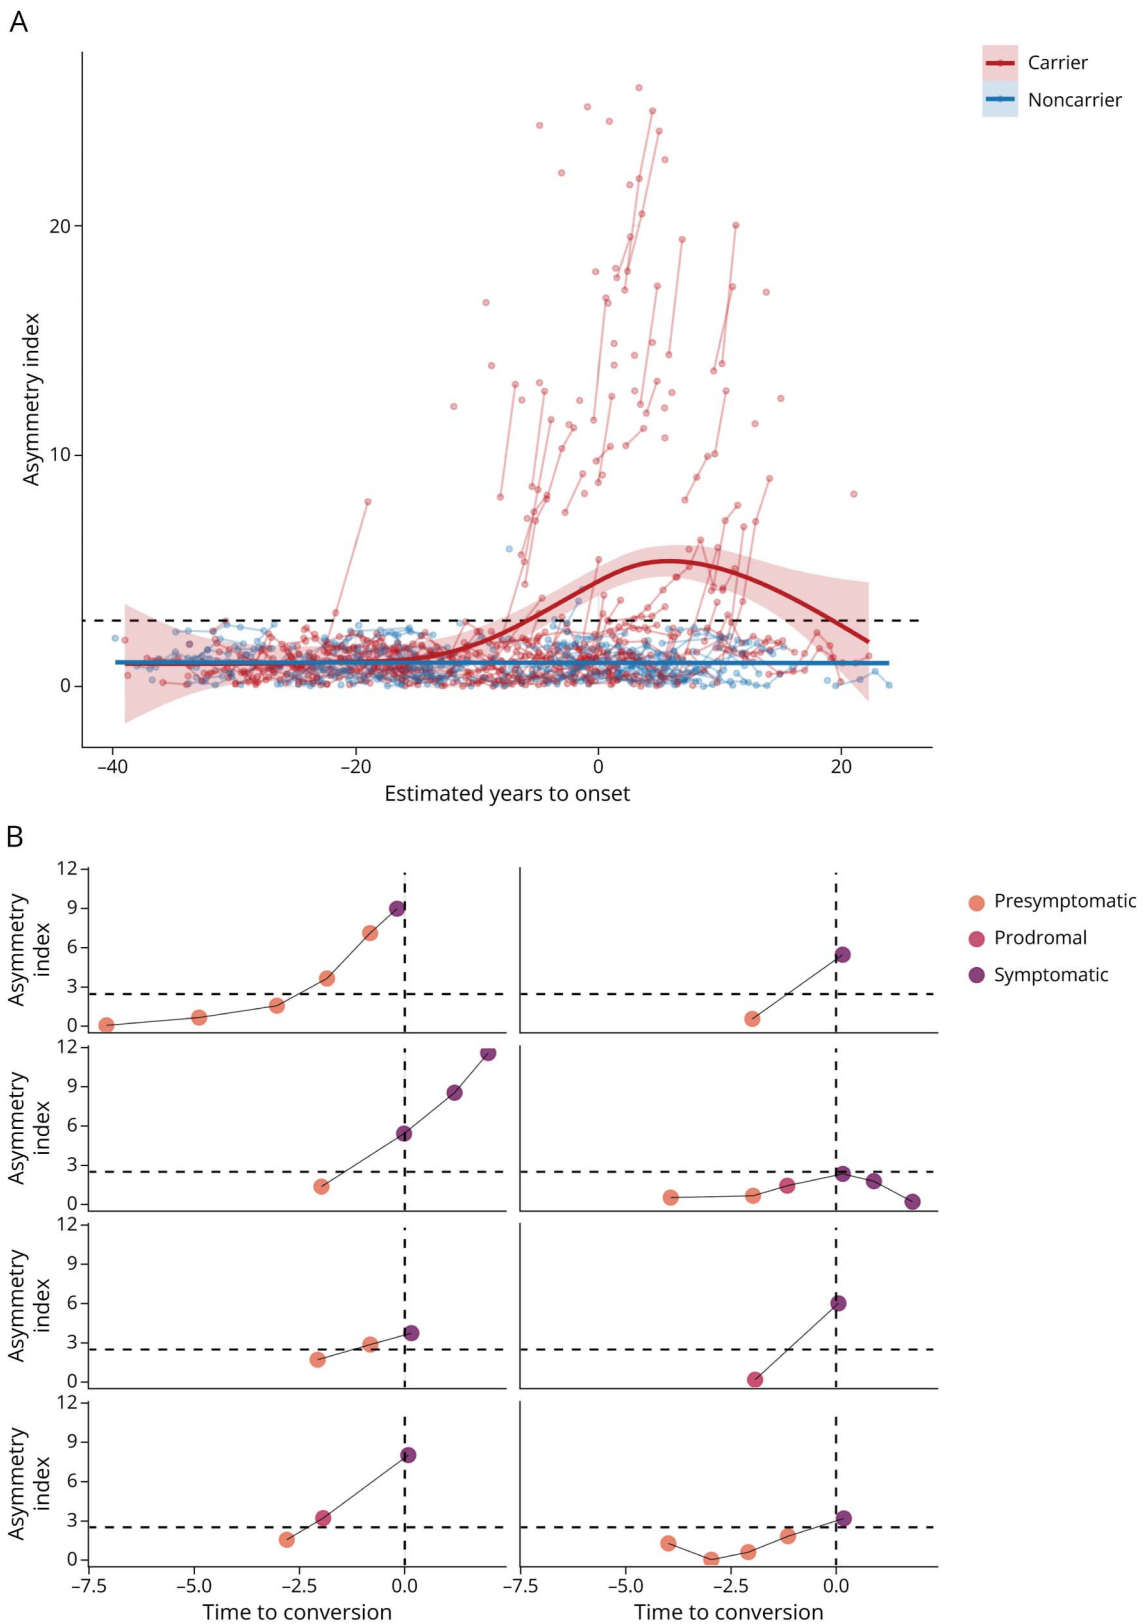 A
Carrier
Noncarrier
Asymmetry index
20
10
0
−40 −20 0 20
Estimated years to onset
B
Presymptomatic
Prodromal
Symptomatic
Asymmetry
index
12
9
6
3
0
Asymmetry
index
12
9
6
3
0
Asymmetry
index
12
9
6
3
0
Asymmetry
index
12
9
6
3
0
−7.5 −5.0 −2.5 0.0 −7.5 −5.0 −2.5 0.0
Time to conversion Time to conversion